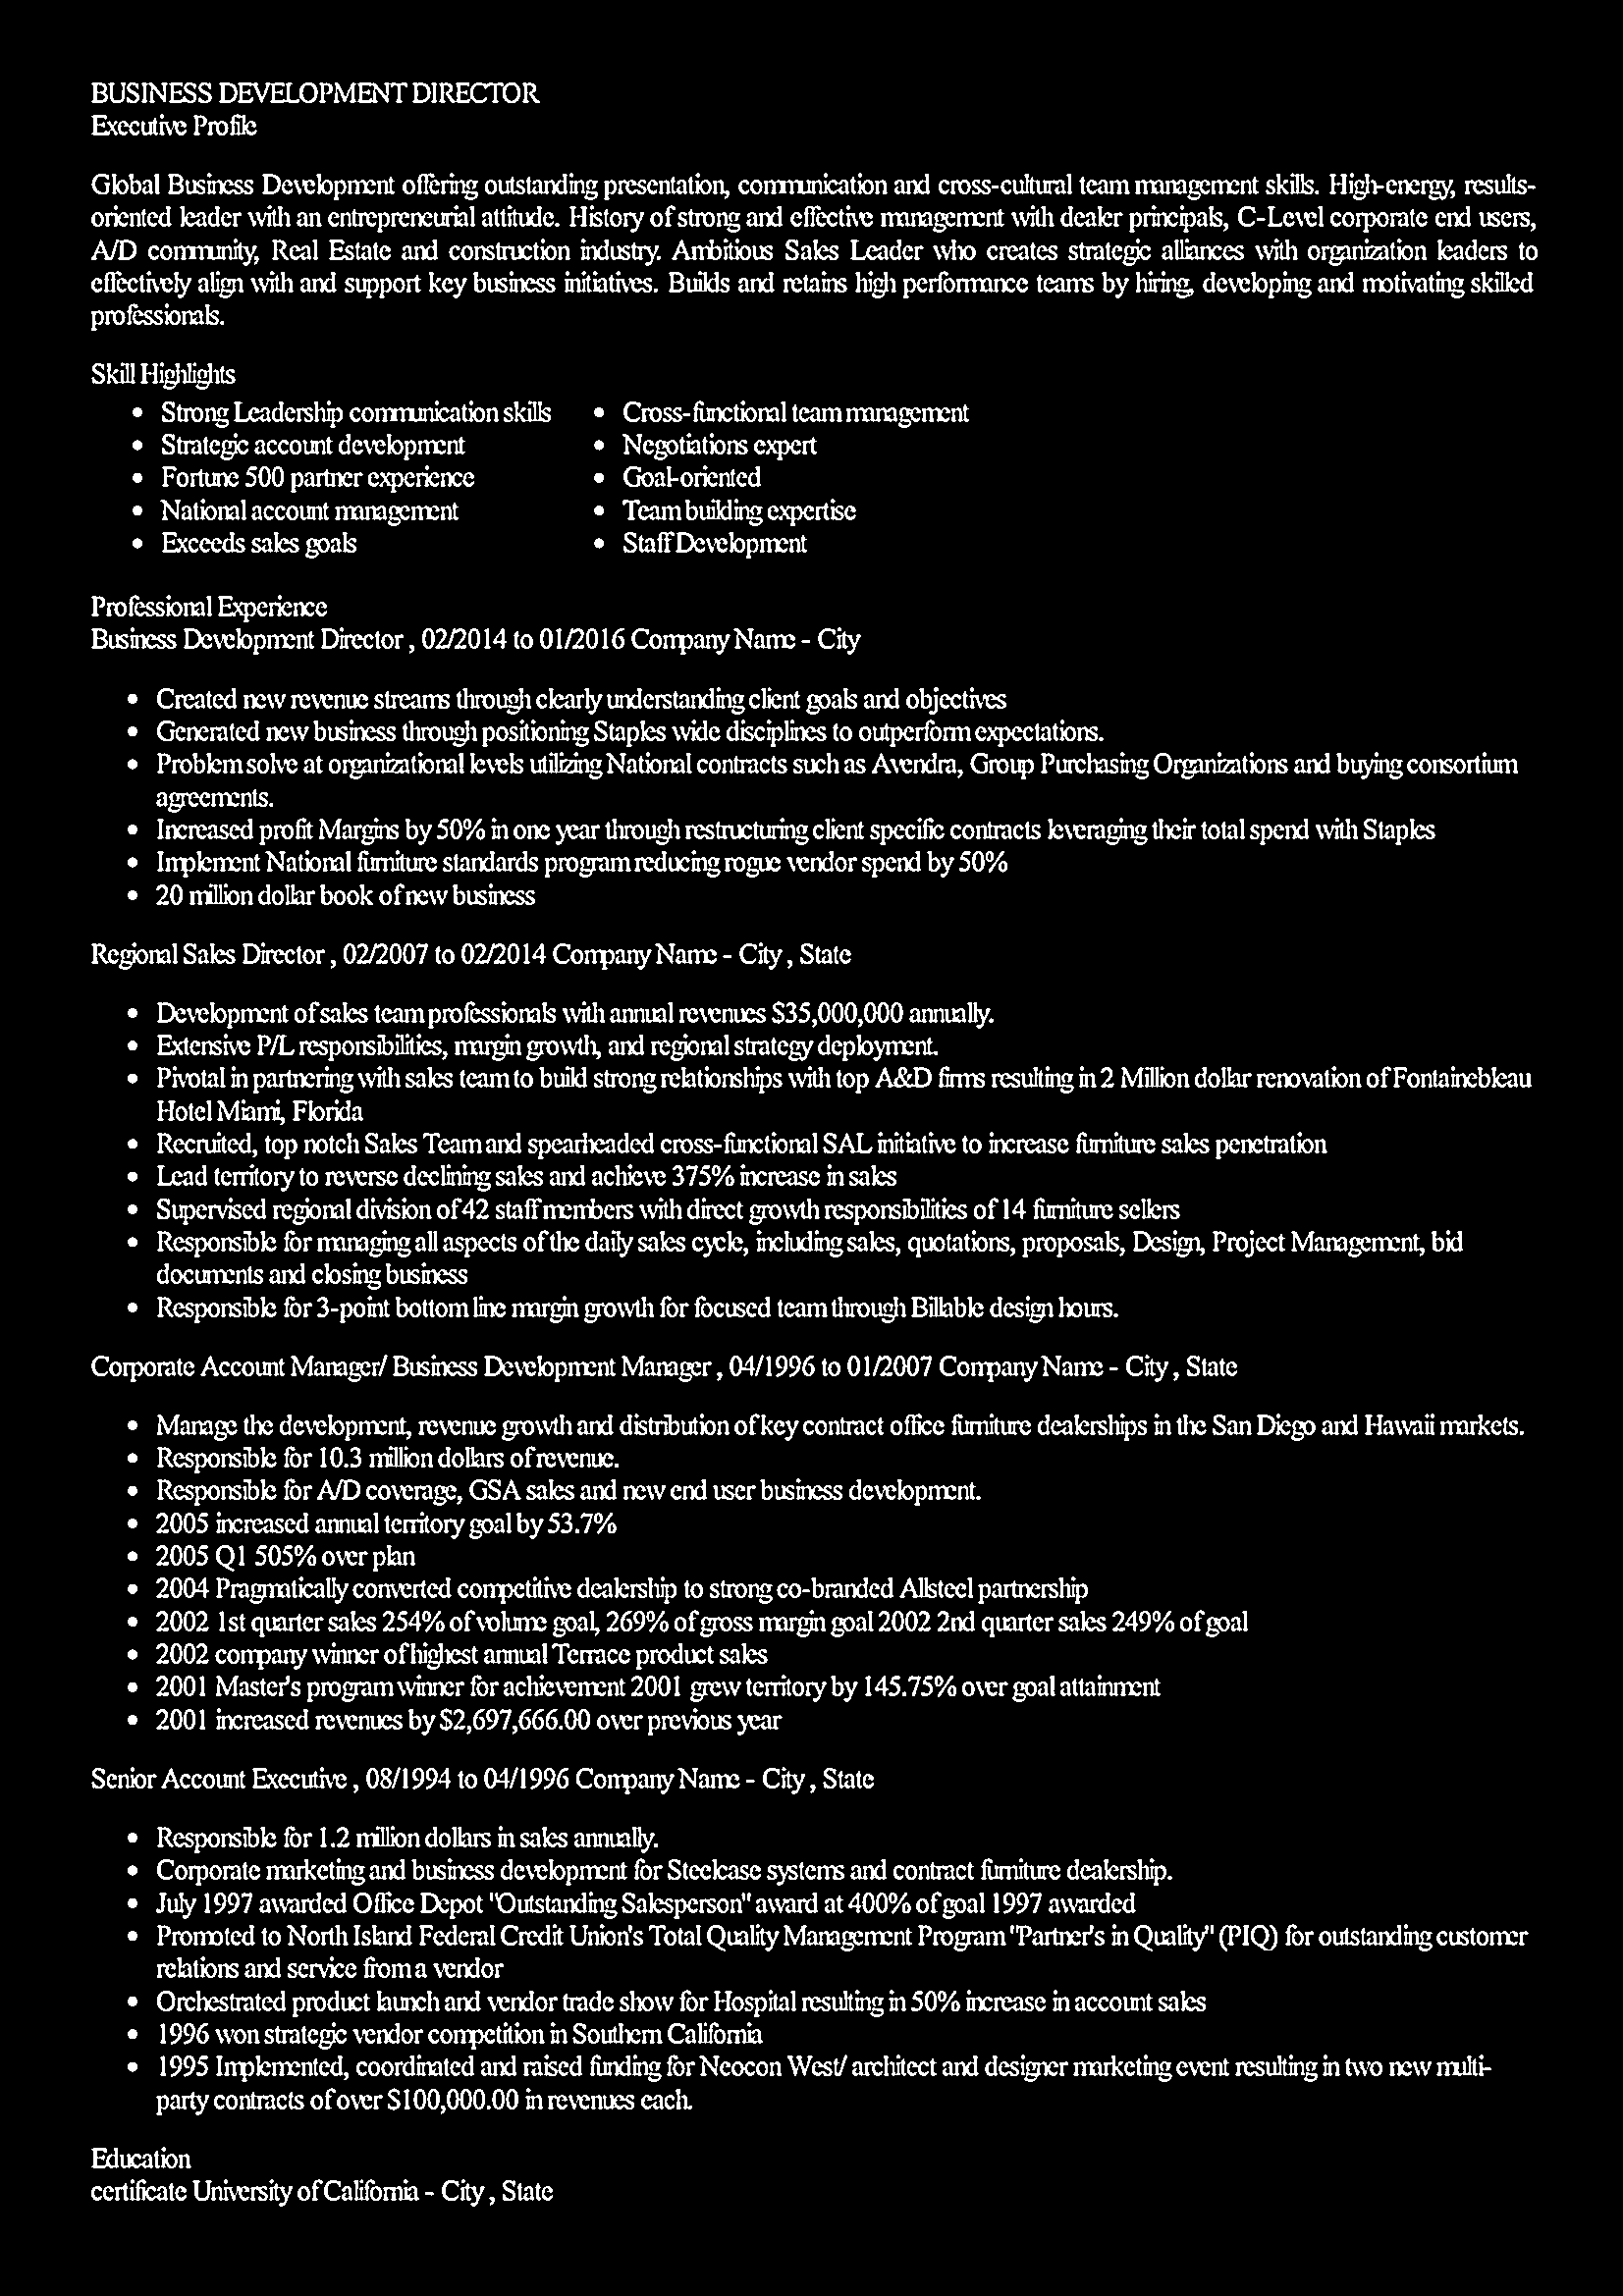 BUSINESS DEVELOPMENT DIRECTOR
Executive Profile
Global Business Development offering outstanding presentation, communication and cross-cultural team management skills. High-energy, results-
oriented leader with an entrepreneurial attitude. History of strong and effective management with dealer principals, C-Level corporate end users,
A/D community, Real Estate and construction industry. Ambitious Sales Leader who creates strategic alliances with organization leaders to
effectively align with and support key business initiatives. Builds and retains high performance teams by hiring, developing and motivating skilled
professionals.
Skill Highlights
• Strong Leadership communication skills
• Strategic account development
• Fortune 500 partner experience
• National account management
• Exceeds sales goals
• Cross-functional team management
• Negotiations expert
• Goal-oriented
• Team building expertise
• Staff Development
Professional Experience
Business Development Director , 02/2014 to 01/2016 Company Name - City
• Created new revenue streams through clearly understanding client goals and objectives
• Generated new business through positioning Staples wide disciplines to outperform expectations.
• Problem solve at organizational levels utilizing National contracts such as Avendra, Group Purchasing Organizations and buying consortium
agreements.
• Increased profit Margins by 50% in one year through restructuring client specific contracts leveraging their total spend with Staples
• Implement National furniture standards program reducing rogue vendor spend by 50%
• 20 million dollar book of new business
Regional Sales Director , 02/2007 to 02/2014 Company Name - City , State
• Development of sales team professionals with annual revenues $35,000,000 annually.
• Extensive P/L responsibilities, margin growth, and regional strategy deployment.
• Pivotal in partnering with sales team to build strong relationships with top A&D firms resulting in 2 Million dollar renovation of Fontainebleau
Hotel Miami, Florida
• Recruited, top notch Sales Team and spearheaded cross-functional SAL initiative to increase furniture sales penetration
• Lead territory to reverse declining sales and achieve 375% increase in sales
• Supervised regional division of 42 staff members with direct growth responsibilities of 14 furniture sellers
• Responsible for managing all aspects of the daily sales cycle, including sales, quotations, proposals, Design, Project Management, bid
documents and closing business
• Responsible for 3-point bottom line margin growth for focused team through Billable design hours.
Corporate Account Manager/ Business Development Manager , 04/1996 to 01/2007 Company Name - City , State
• Manage the development, revenue growth and distribution of key contract office furniture dealerships in the San Diego and Hawaii markets.
• Responsible for 10.3 million dollars of revenue.
• Responsible for A/D coverage, GSA sales and new end user business development.
• 2005 increased annual territory goal by 53.7%
• 2005 Q1 505% over plan
• 2004 Pragmatically converted competitive dealership to strong co-branded Allsteel partnership
• 2002 1st quarter sales 254% of volume goal, 269% of gross margin goal 2002 2nd quarter sales 249% of goal
• 2002 company winner of highest annual Terrace product sales
• 2001 Master's program winner for achievement 2001 grew territory by 145.75% over goal attainment
• 2001 increased revenues by $2,697,666.00 over previous year
Senior Account Executive , 08/1994 to 04/1996 Company Name - City , State
• Responsible for 1.2 million dollars in sales annually.
• Corporate marketing and business development for Steelcase systems and contract furniture dealership.
• July 1997 awarded Office Depot "Outstanding Salesperson" award at 400% of goal 1997 awarded
• Promoted to North Island Federal Credit Union's Total Quality Management Program "Partner's in Quality" (PIQ) for outstanding customer
relations and service from a vendor
• Orchestrated product launch and vendor trade show for Hospital resulting in 50% increase in account sales
• 1996 won strategic vendor competition in Southern California
• 1995 Implemented, coordinated and raised funding for Neocon West/ architect and designer marketing event resulting in two new multi-
party contracts of over $100,000.00 in revenues each.
Education
certificate University of California - City , State